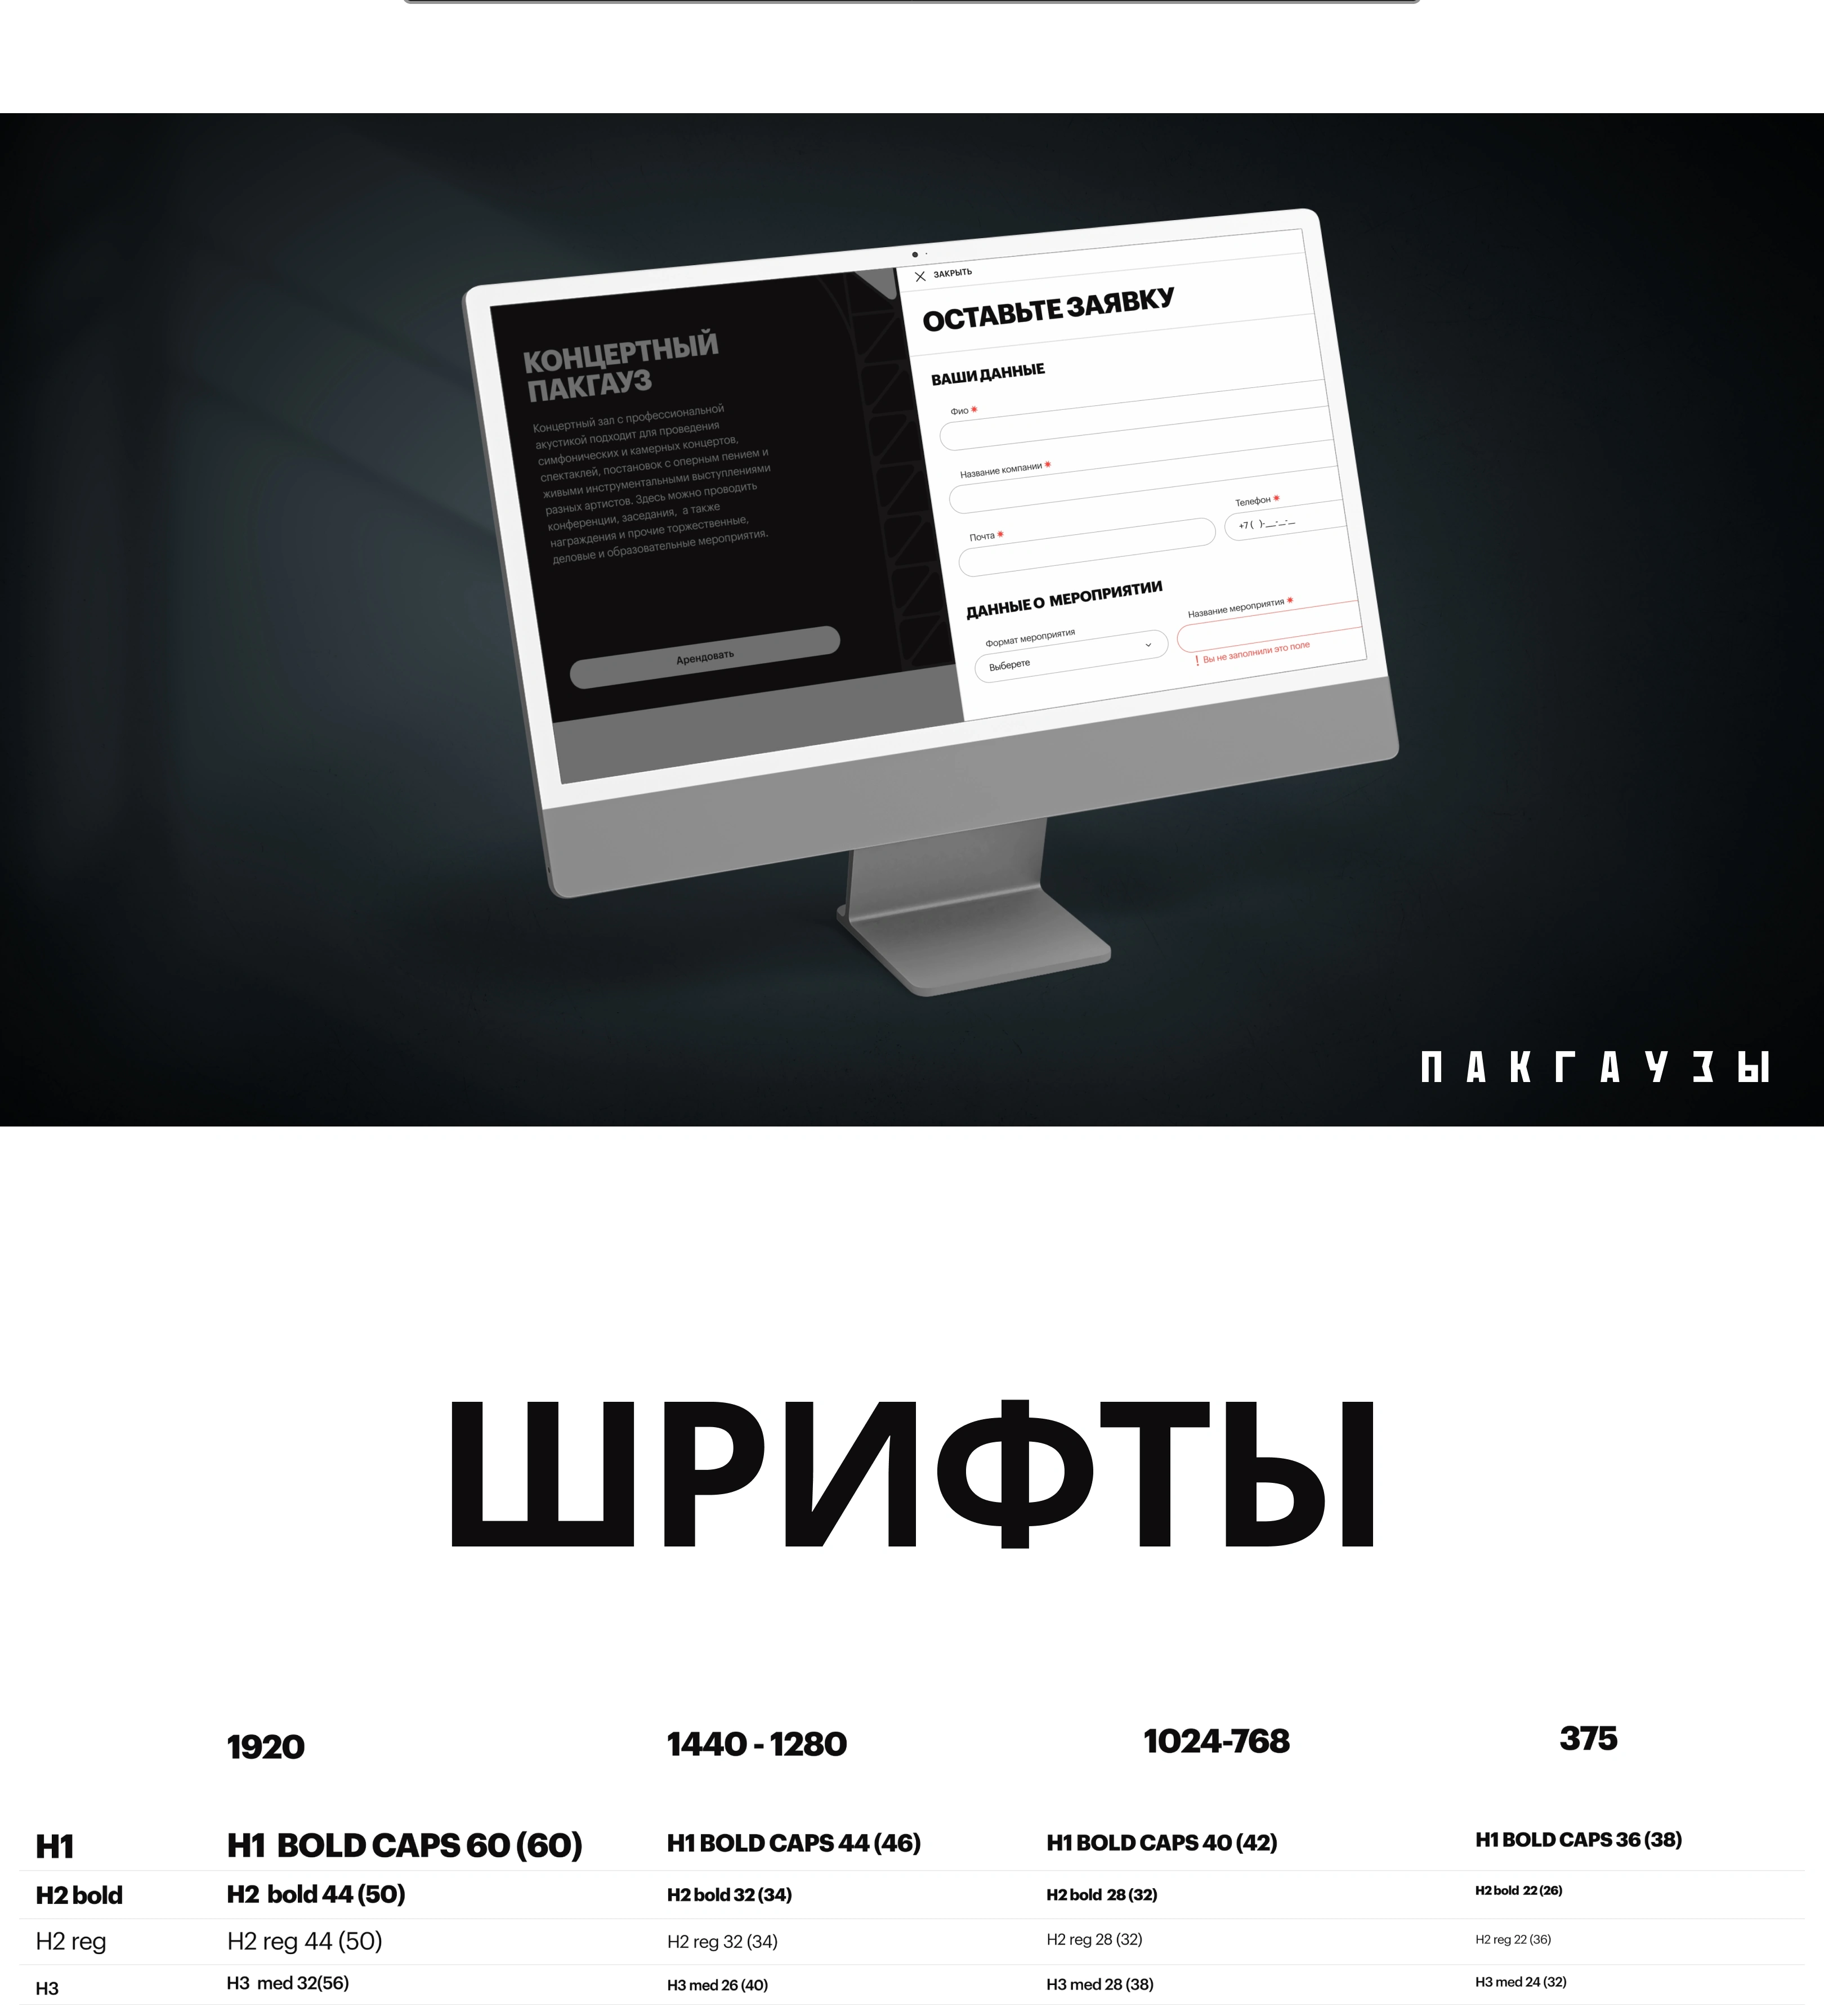 КОНЦЕРТНЫЙ
ПАКГАУЗ
Концертный зал с профессиональной
акустикой подходит для проведения
симфонических и камерных концертов,
спектаклей, постановок с оперным пением и
живыми инструментальными выступлениями
разных артистов. Здесь можно проводить
конференции, заседания, а также
награждения и прочие торжественные,
деловые и образовательные мероприятия.
Арендовать
ЗАКРЫТЬ
ОСТАВЬТЕ ЗАЯВКУ
ВАШИ ДАННЫЕ
Фио *
Название компании *
Почта *
Телефон *
+7 ( )-__-_-_
ДАННЫЕ О МЕРОПРИЯТИИ
Формат мероприятия
Выберете
Название мероприятия *
! Вы не заполнили это поле
ПАКГАУЗЫ
ШРИФТЫ
1920 1440 - 1280 1024-768 375
H1 H1 BOLD CAPS 60 (60) H1 BOLD CAPS 44 (46) H1 BOLD CAPS 40 (42) H1 BOLD CAPS 36 (38)
H2 bold H2 bold 44 (50) H2 bold 32 (34) H2 bold 28 (32) H2 bold 22 (26)
H2 reg H2 reg 44 (50) H2 reg 32 (34) H2 reg 28 (32) H2 reg 22 (36)
H3 H3 med 32(56) H3 med 26 (40) H3 med 28 (38) H3 med 24 (32)